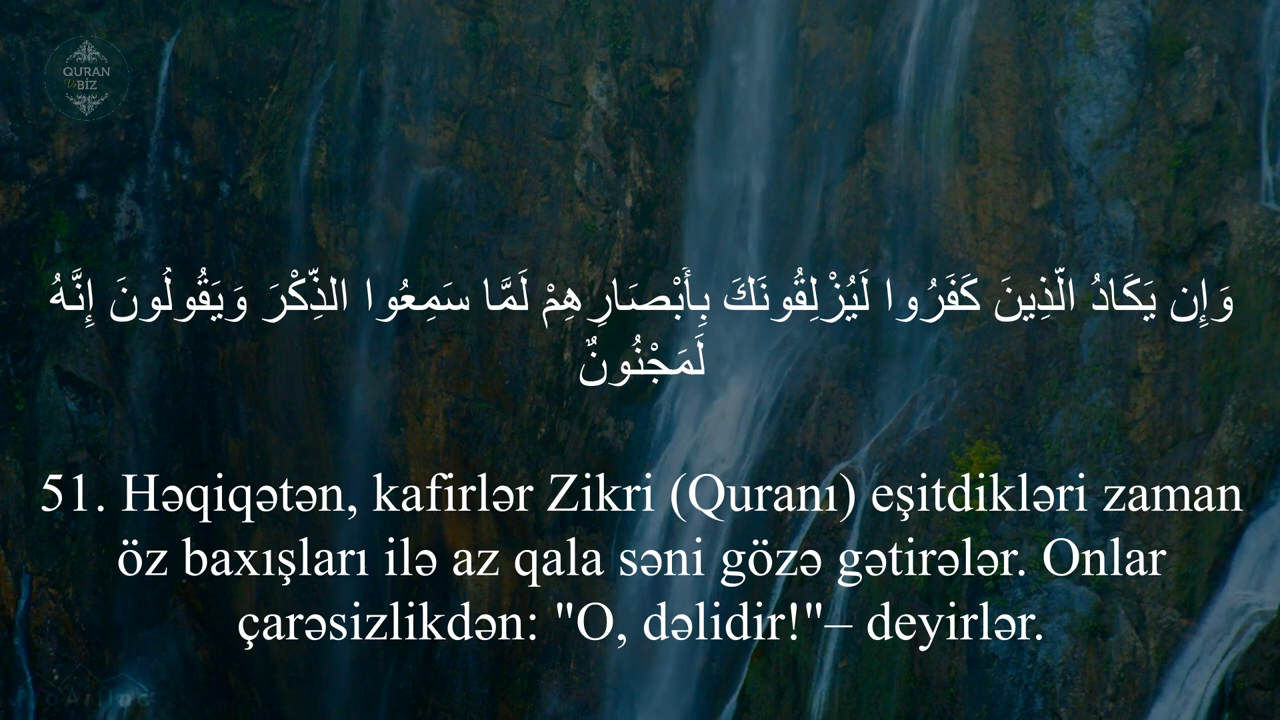 QURAN
Və BİZ
وَإِن يَكَادُ الَّذِينَ كَفَرُوا لَيُزْلِقُونَكَ بِأَبْصَارِهِمْ لَمَّا سَمِعُوا الذِّكْرَ وَيَقُولُونَ إِنَّهُ
لَمَجْنُونٌ
51. Həqiqətən, kafirlər Zikri (Quranı) eşitdikləri zaman
öz baxışları ilə az qala səni gözə gətirələr. Onlar
çarəsizlikdən: "O, dəlidir!"– deyirlər.